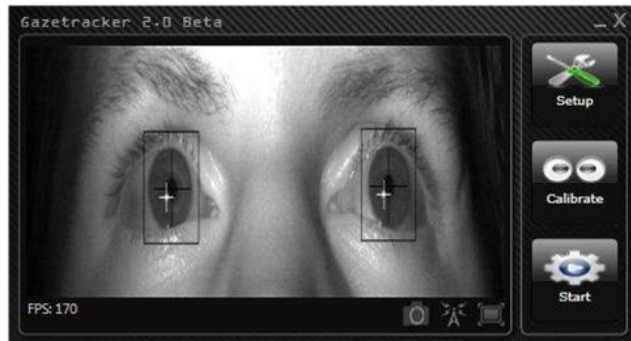 Gazetracker 2.0 Beta
_ X
Setup
Calibrate
Start
FPS: 170